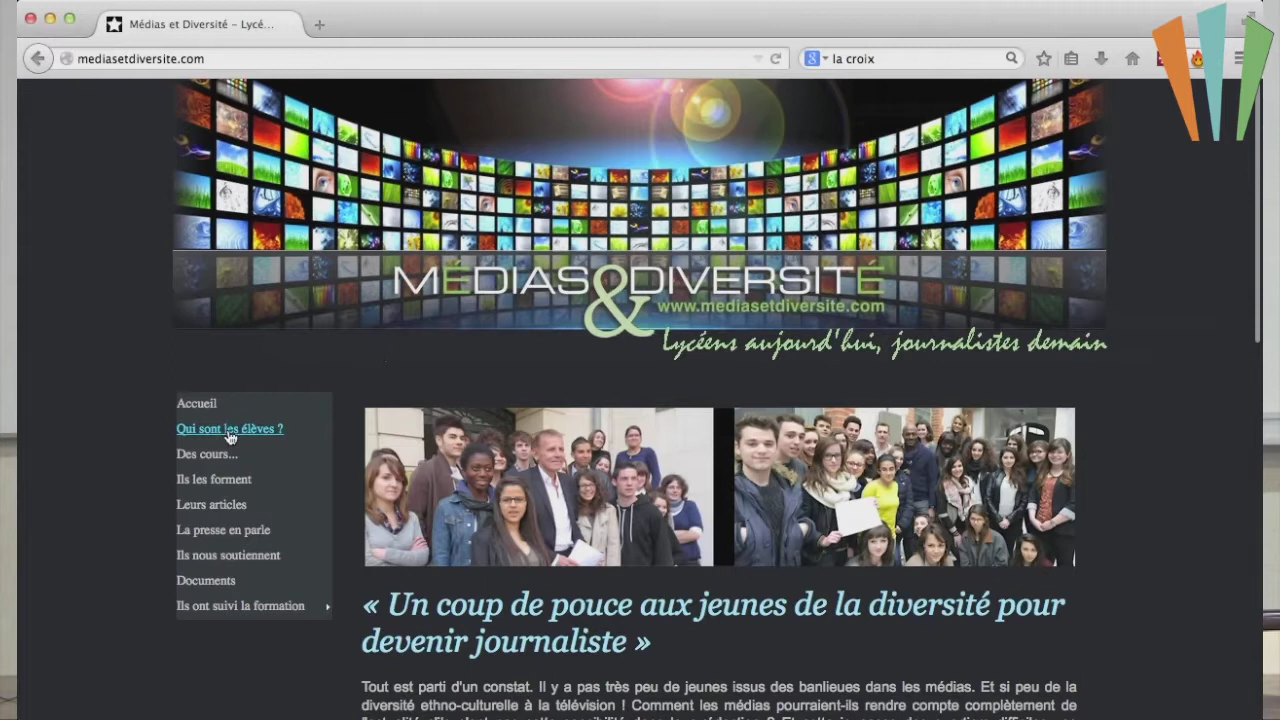 Médias et Diversité – Lycé...
mediasetdiversite.com
la croix
MÉDIAS&DIVERSITÉ
www.mediasetdiversite.com
Lycéens aujourd'hui, journalistes demain
Accueil
Qui sont les élèves ?
Des cours...
Ils les forment
Leurs articles
La presse en parle
Ils nous soutiennent
Documents
Ils ont suivi la formation
« Un coup de pouce aux jeunes de la diversité pour
devenir journaliste »
Tout est parti d'un constat. Il y a pas très peu de jeunes issus des banlieues dans les médias. Et si peu de la
diversité ethno-culturelle à la télévision ! Comment les médias pourraient-ils rendre compte complètement de